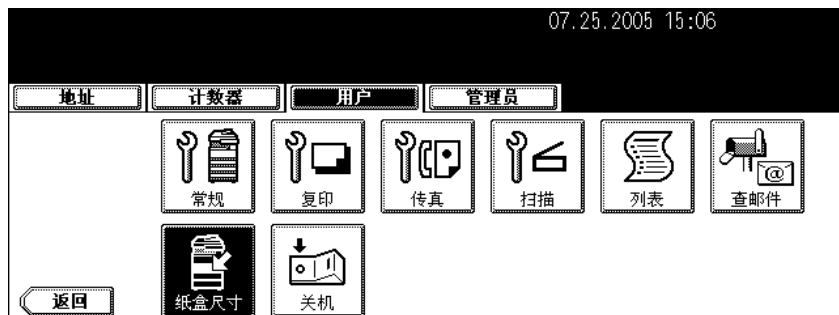 07.25.2005 15:06
地址 计数器 用户 管理员
常规 复印 传真 扫描 列表 查邮件
纸盒尺寸 关机
返回